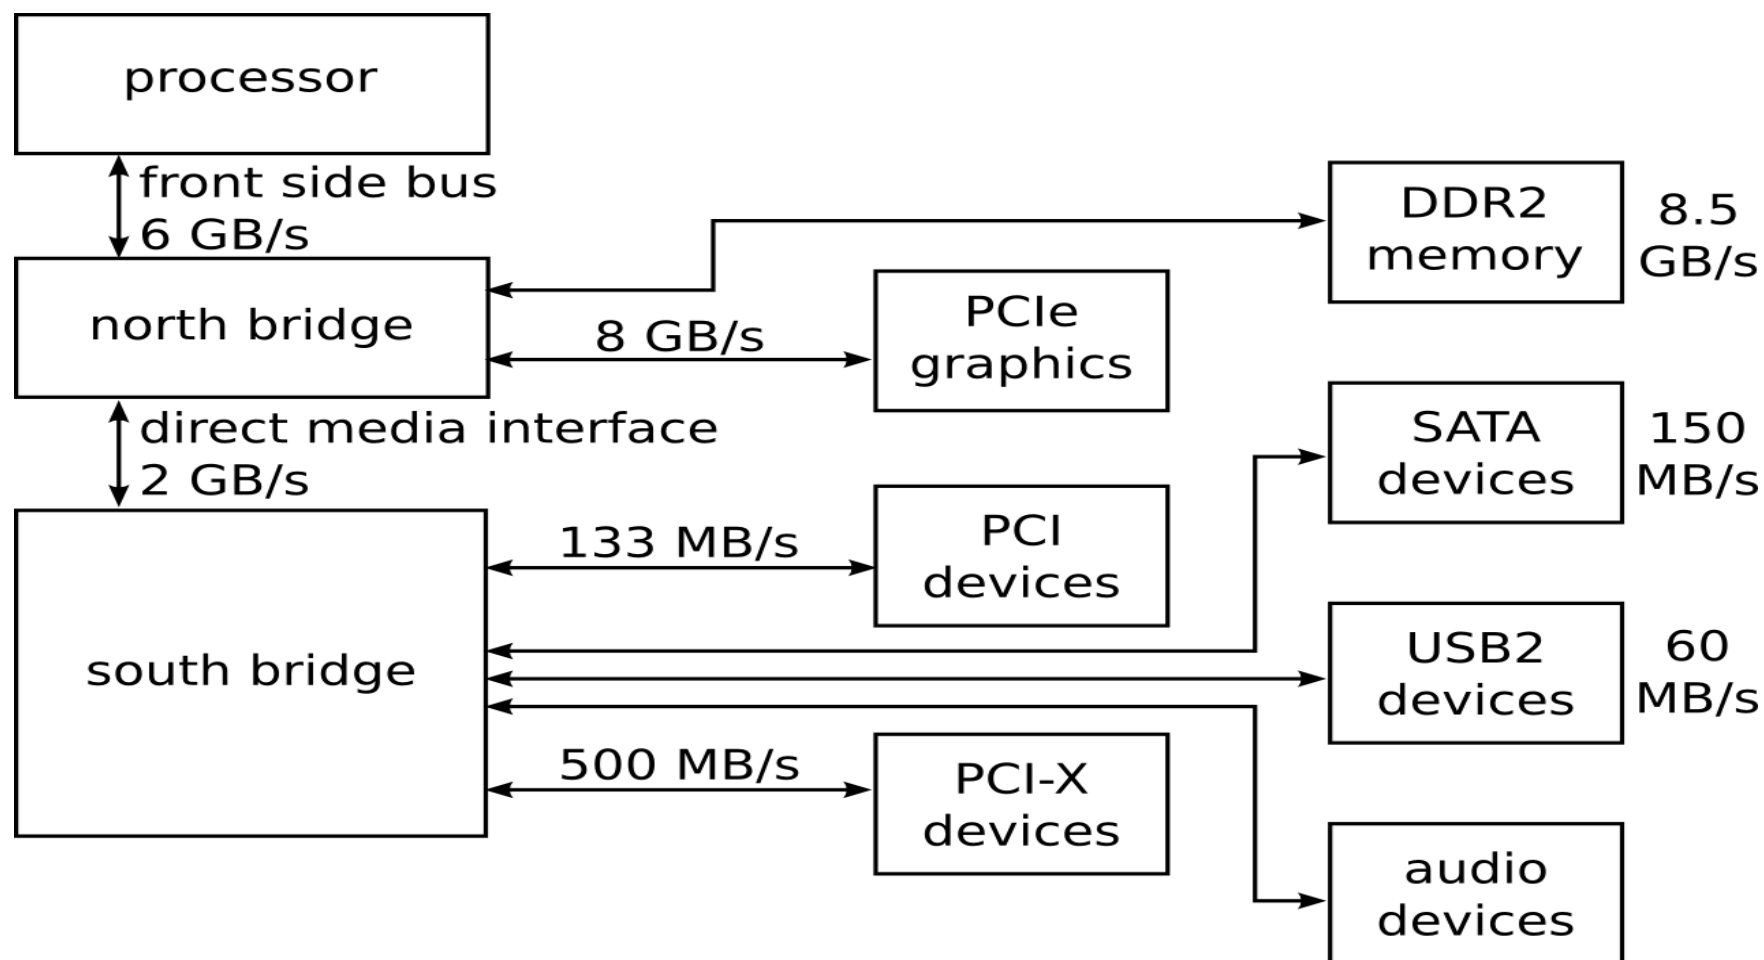 processor
front side bus
6 GB/s
north bridge
DDR2
memory
8.5
GB/s
8 GB/s
PCIe
graphics
direct media interface
2 GB/s
SATA
devices
150
MB/s
south bridge
133 MB/s
PCI
devices
USB2
devices
60
MB/s
500 MB/s
PCI-X
devices
audio
devices